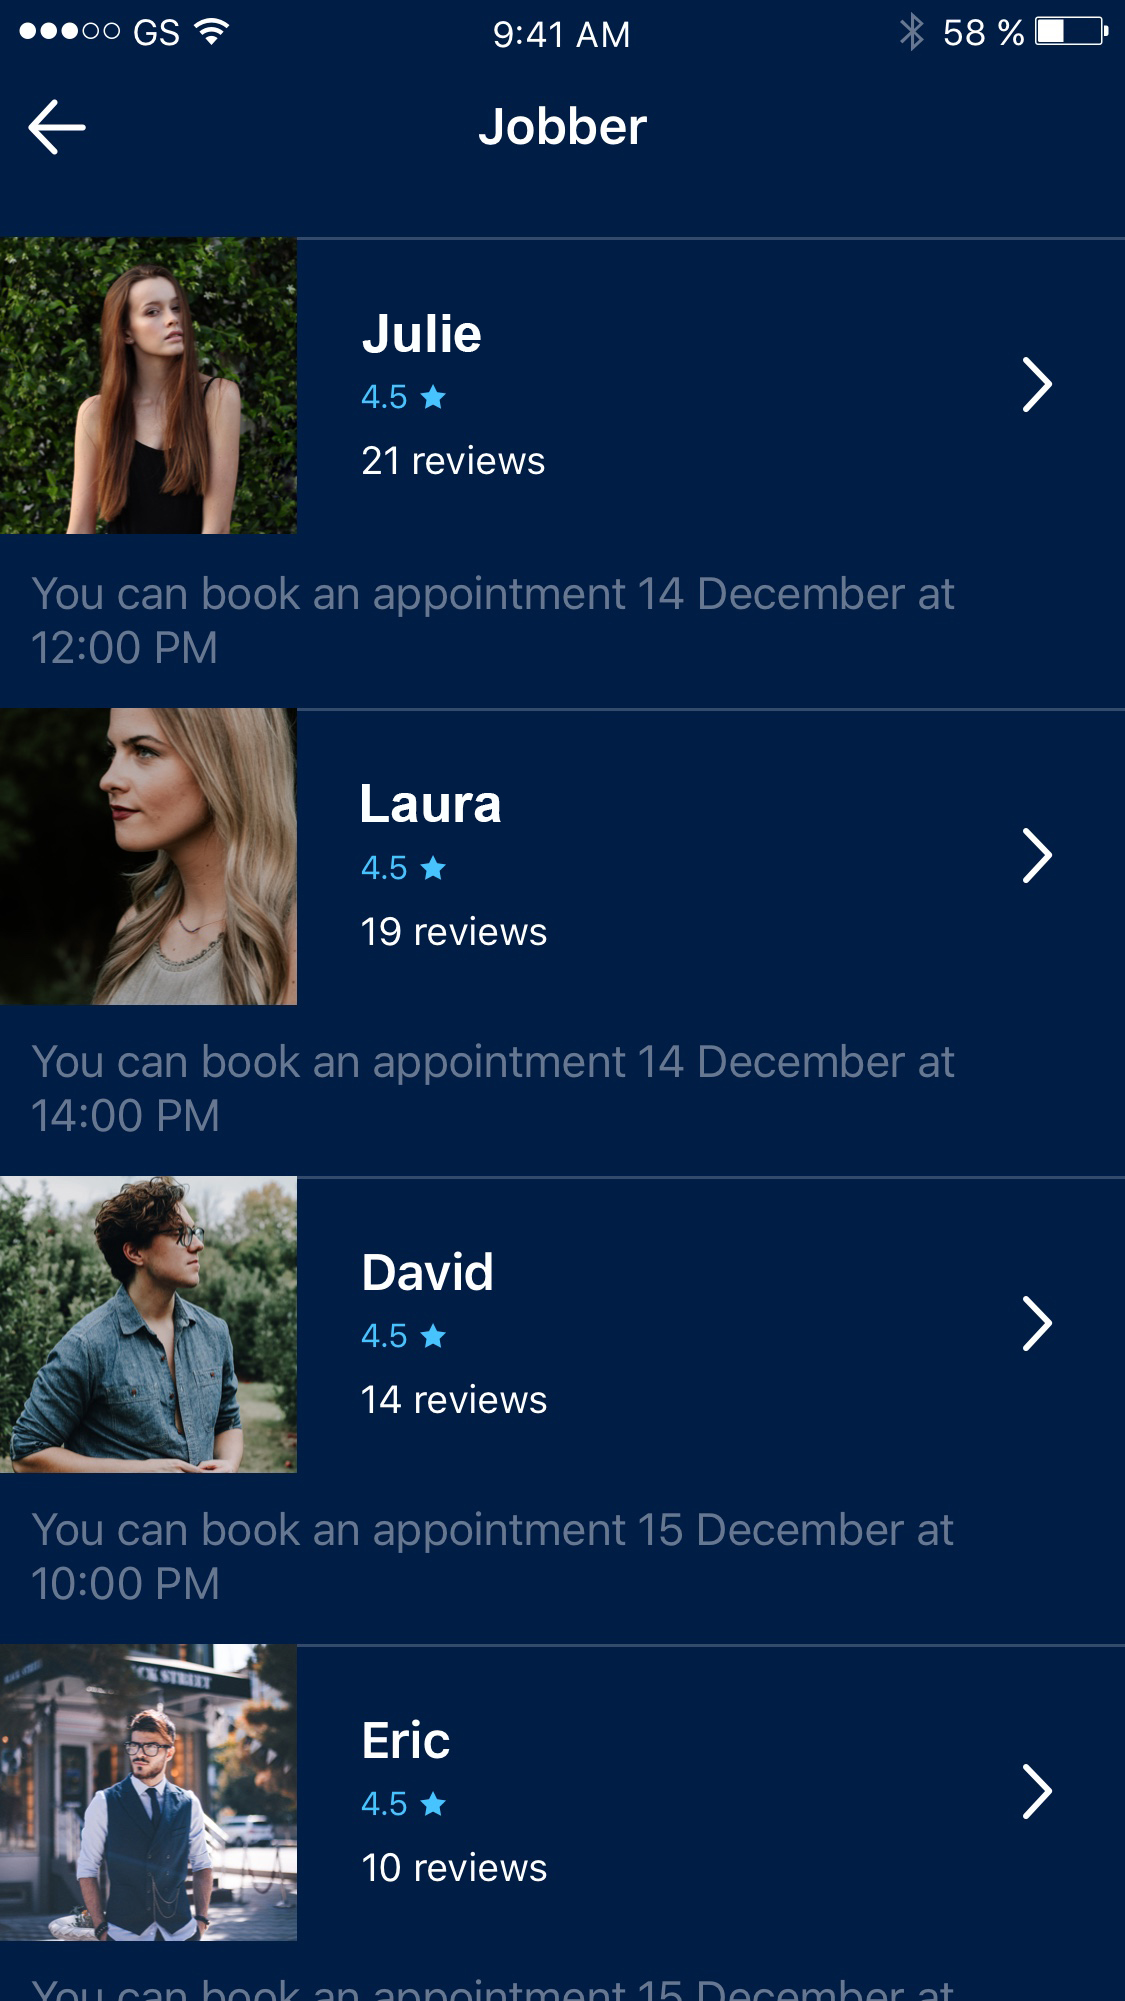 GS 9:41 AM 58 %
Jobber
Julie
4.5
21 reviews
You can book an appointment 14 December at
12:00 PM
Laura
4.5
19 reviews
You can book an appointment 14 December at
14:00 PM
David
4.5
14 reviews
You can book an appointment 15 December at
10:00 PM
CK STREET
Eric
4.5
10 reviews
You can book an appointment 15 December at